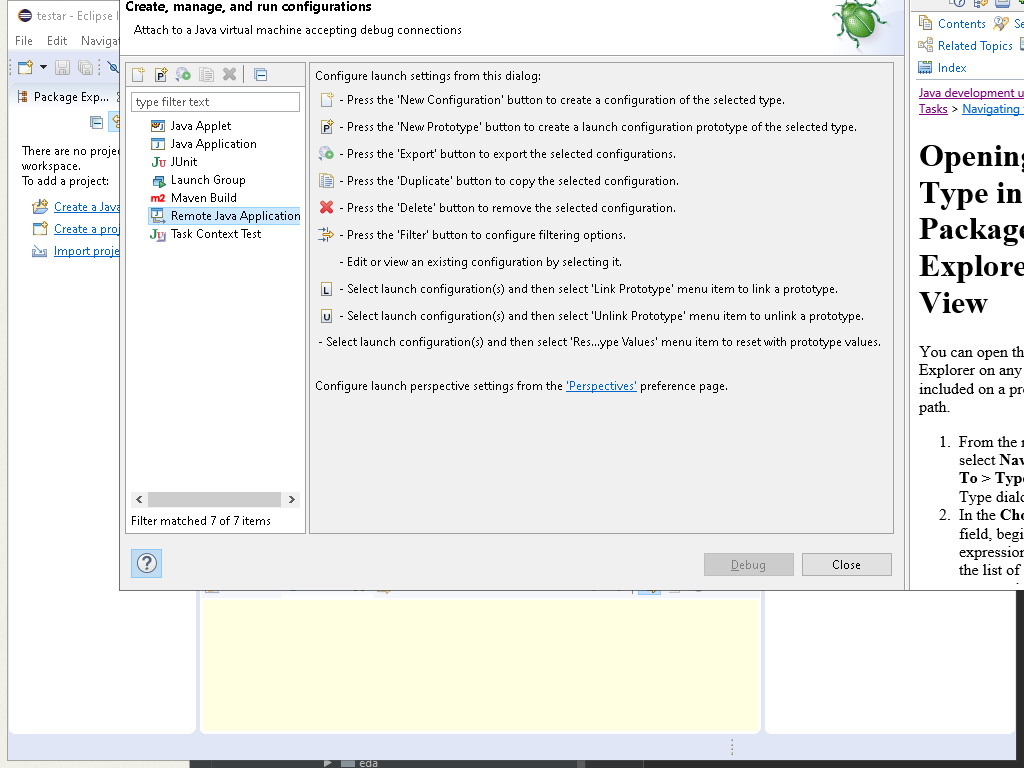 testar - Eclipse
File Edit Naviga
Package Exp...
There are no proje
workspace.
To add a project:
Create a Java
Create a proj
Import proje
Create, manage, and run configurations
Attach to a Java virtual machine accepting debug connections
type filter text
Java Applet
Java Application
JUnit
Launch Group
Maven Build
Remote Java Application
Task Context Test
Filter matched 7 of 7 items
Configure launch settings from this dialog:
- Press the 'New Configuration' button to create a configuration of the selected type.
- Press the 'New Prototype' button to create a launch configuration prototype of the selected type.
- Press the 'Export' button to export the selected configurations.
- Press the 'Duplicate' button to copy the selected configuration.
- Press the 'Delete' button to remove the selected configuration.
- Press the 'Filter' button to configure filtering options.
- Edit or view an existing configuration by selecting it.
- Select launch configuration(s) and then select 'Link Prototype' menu item to link a prototype.
- Select launch configuration(s) and then select 'Unlink Prototype' menu item to unlink a prototype.
- Select launch configuration(s) and then select 'Res...ype Values' menu item to reset with prototype values.
Configure launch perspective settings from the 'Perspectives' preference page.
Debug
Close
Contents Se
Related Topics
Index
Java development u
Tasks > Navigating
Opening
Type in
Package
Explore
View
You can open th
Explorer on any
included on a pro
path.
1. From the
select Nav
To > Type
Type dialo
2. In the Cho
field, begi
expression
the list of
eda